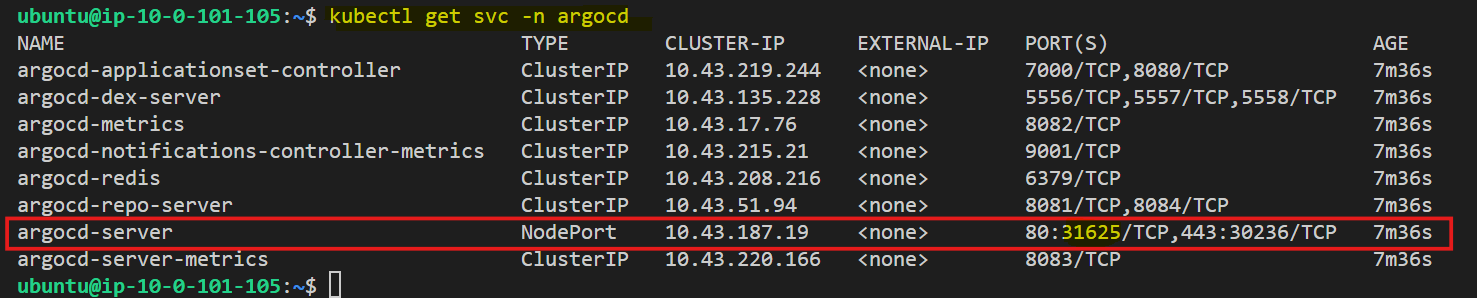 ubuntu@ip-10-0-101-105:~$ kubectl get svc -n argocd
NAME TYPE CLUSTER-IP EXTERNAL-IP PORT(S) AGE
argocd-applicationset-controller ClusterIP 10.43.219.244 <none> 7000/TCP,8080/TCP 7m36s
argocd-dex-server ClusterIP 10.43.135.228 <none> 5556/TCP,5557/TCP,5558/TCP 7m36s
argocd-metrics ClusterIP 10.43.17.76 <none> 8082/TCP 7m36s
argocd-notifications-controller-metrics ClusterIP 10.43.215.21 <none> 9001/TCP 7m36s
argocd-redis ClusterIP 10.43.208.216 <none> 6379/TCP 7m36s
argocd-repo-server ClusterIP 10.43.51.94 <none> 8081/TCP,8084/TCP 7m36s
argocd-server NodePort 10.43.187.19 <none> 80:31625/TCP,443:30236/TCP 7m36s
argocd-server-metrics ClusterIP 10.43.220.166 <none> 8083/TCP 7m36s
ubuntu@ip-10-0-101-105:~$